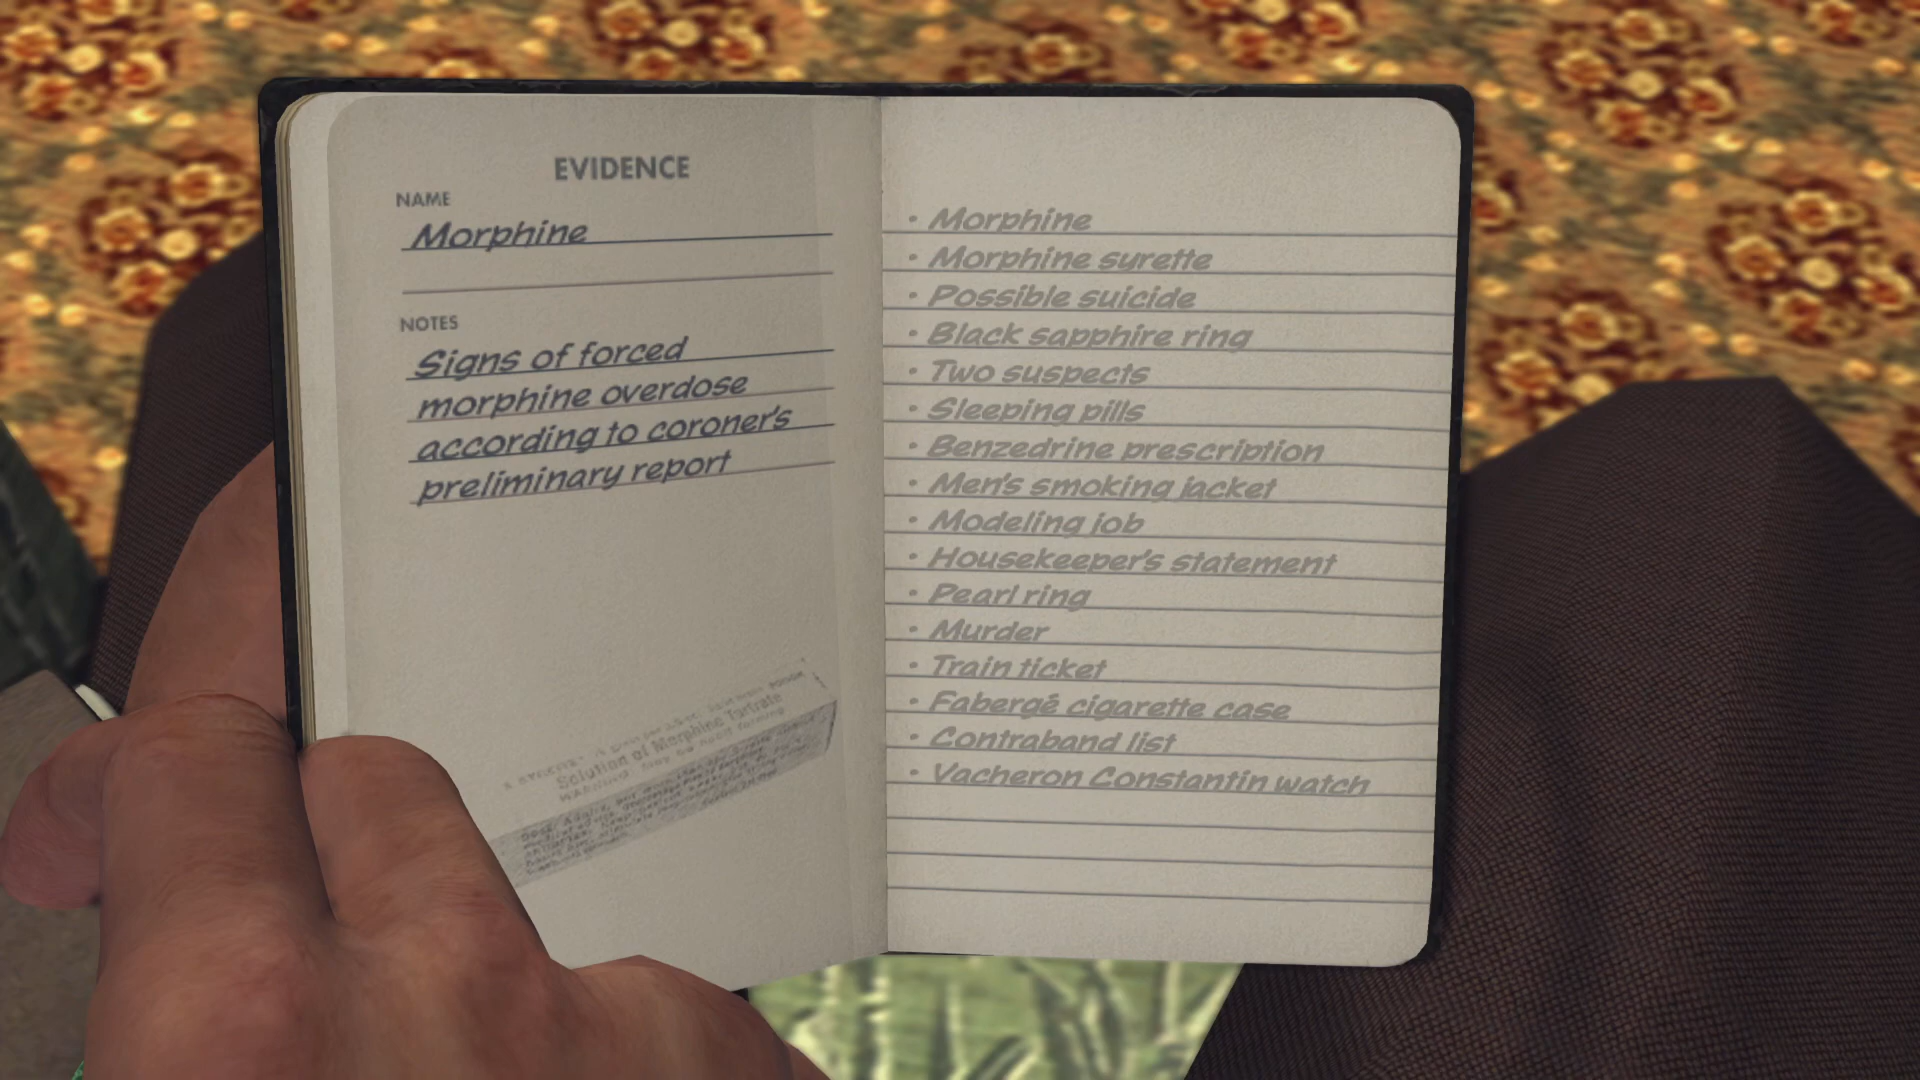 EVIDENCE
NAME
Morphine
NOTES
Signs of forced
morphine overdose
according to coroner's
preliminary report
Solution of Morphine Tartrate
• Morphine
• Morphine syrette
• Possible suicide
• Black sapphire ring
• Two suspects
• Sleeping pills
• Benzedrine prescription
• Men's smoking jacket
• Modeling job
• Housekeeper's statement
• Pearl ring
• Murder
• Train ticket
• Fabergé cigarette case
• Contraband list
• Vacheron Constantin watch